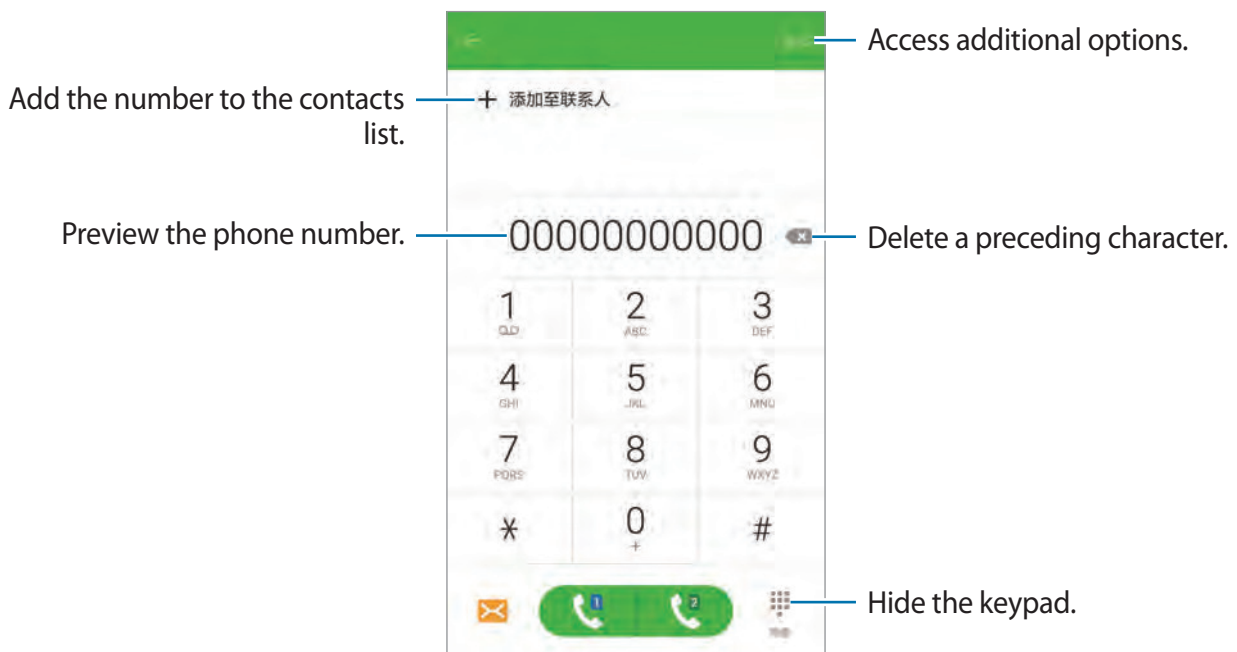 Access additional options.
Add the number to the contacts
list.
添加至联系人
Preview the phone number.
00000000000
Delete a preceding character.
1
2
ABC
3
DEF
4
GHI
5
JKL
6
MNO
7
PQRS
8
TUV
9
WXYZ
*
0
+
#
1
2
Hide the keypad.